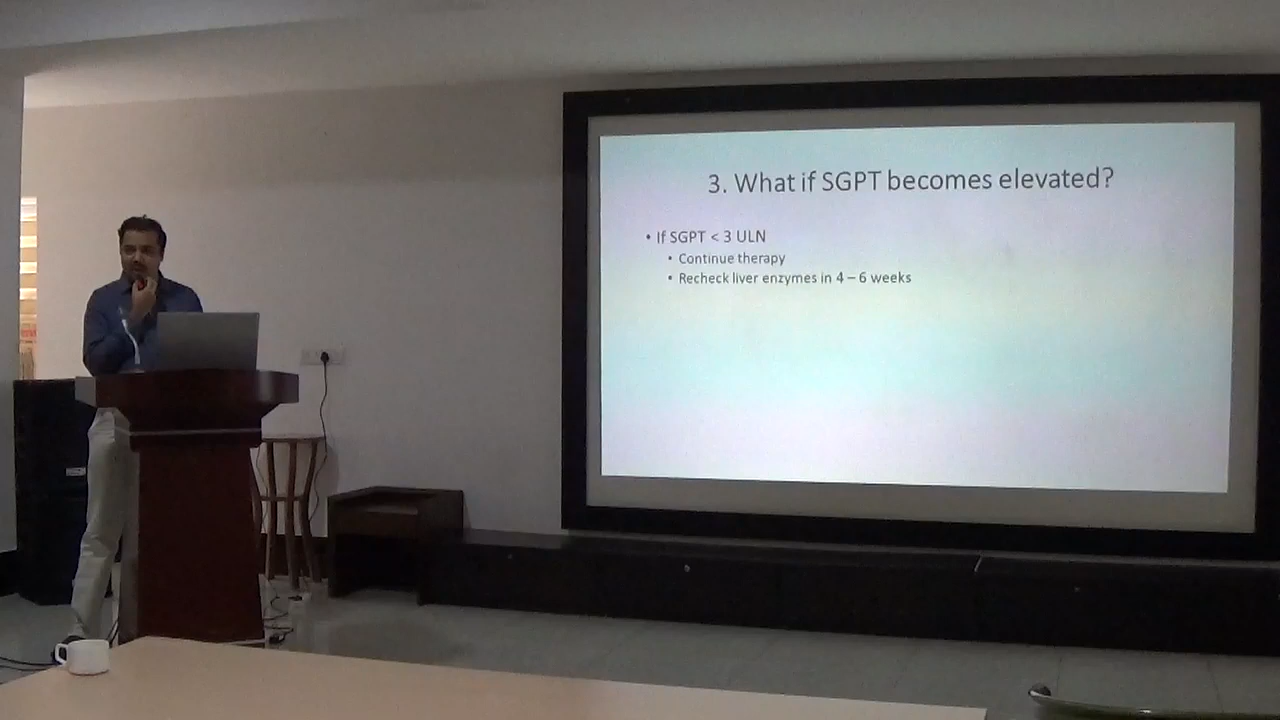 3. What if SGPT becomes elevated?
• If SGPT < 3 ULN
• Continue therapy
• Recheck liver enzymes in 4 – 6 weeks